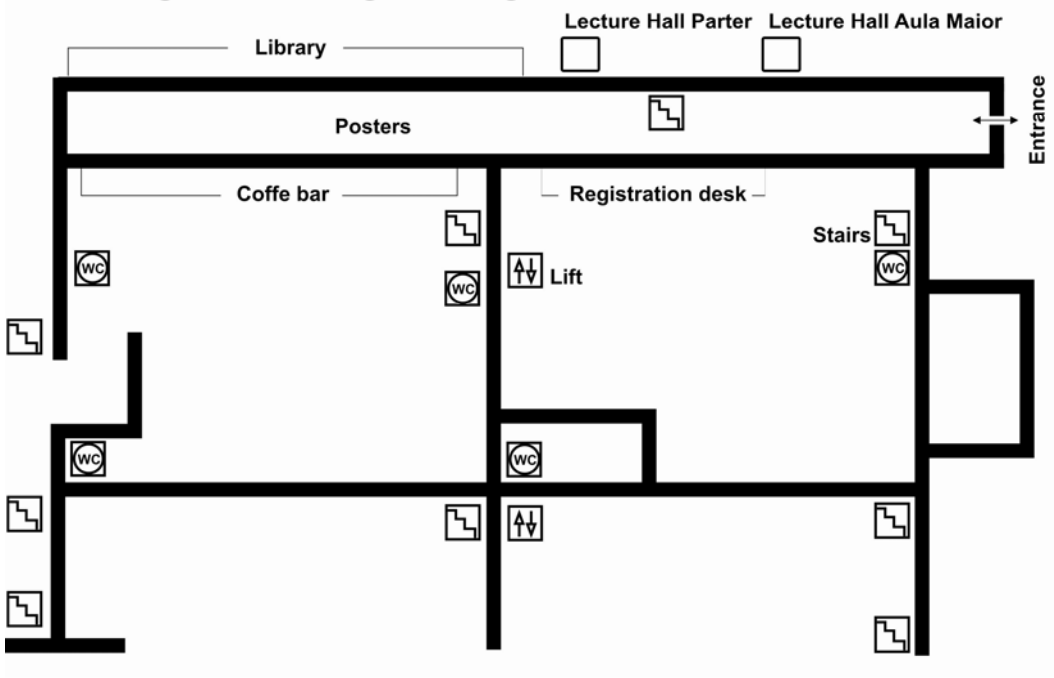 Lecture Hall Parter
Lecture Hall Aula Maior
Library
Entrance
Posters
Coffe bar
Registration desk
Stairs
WC
WC
Lift
WC
WC
WC